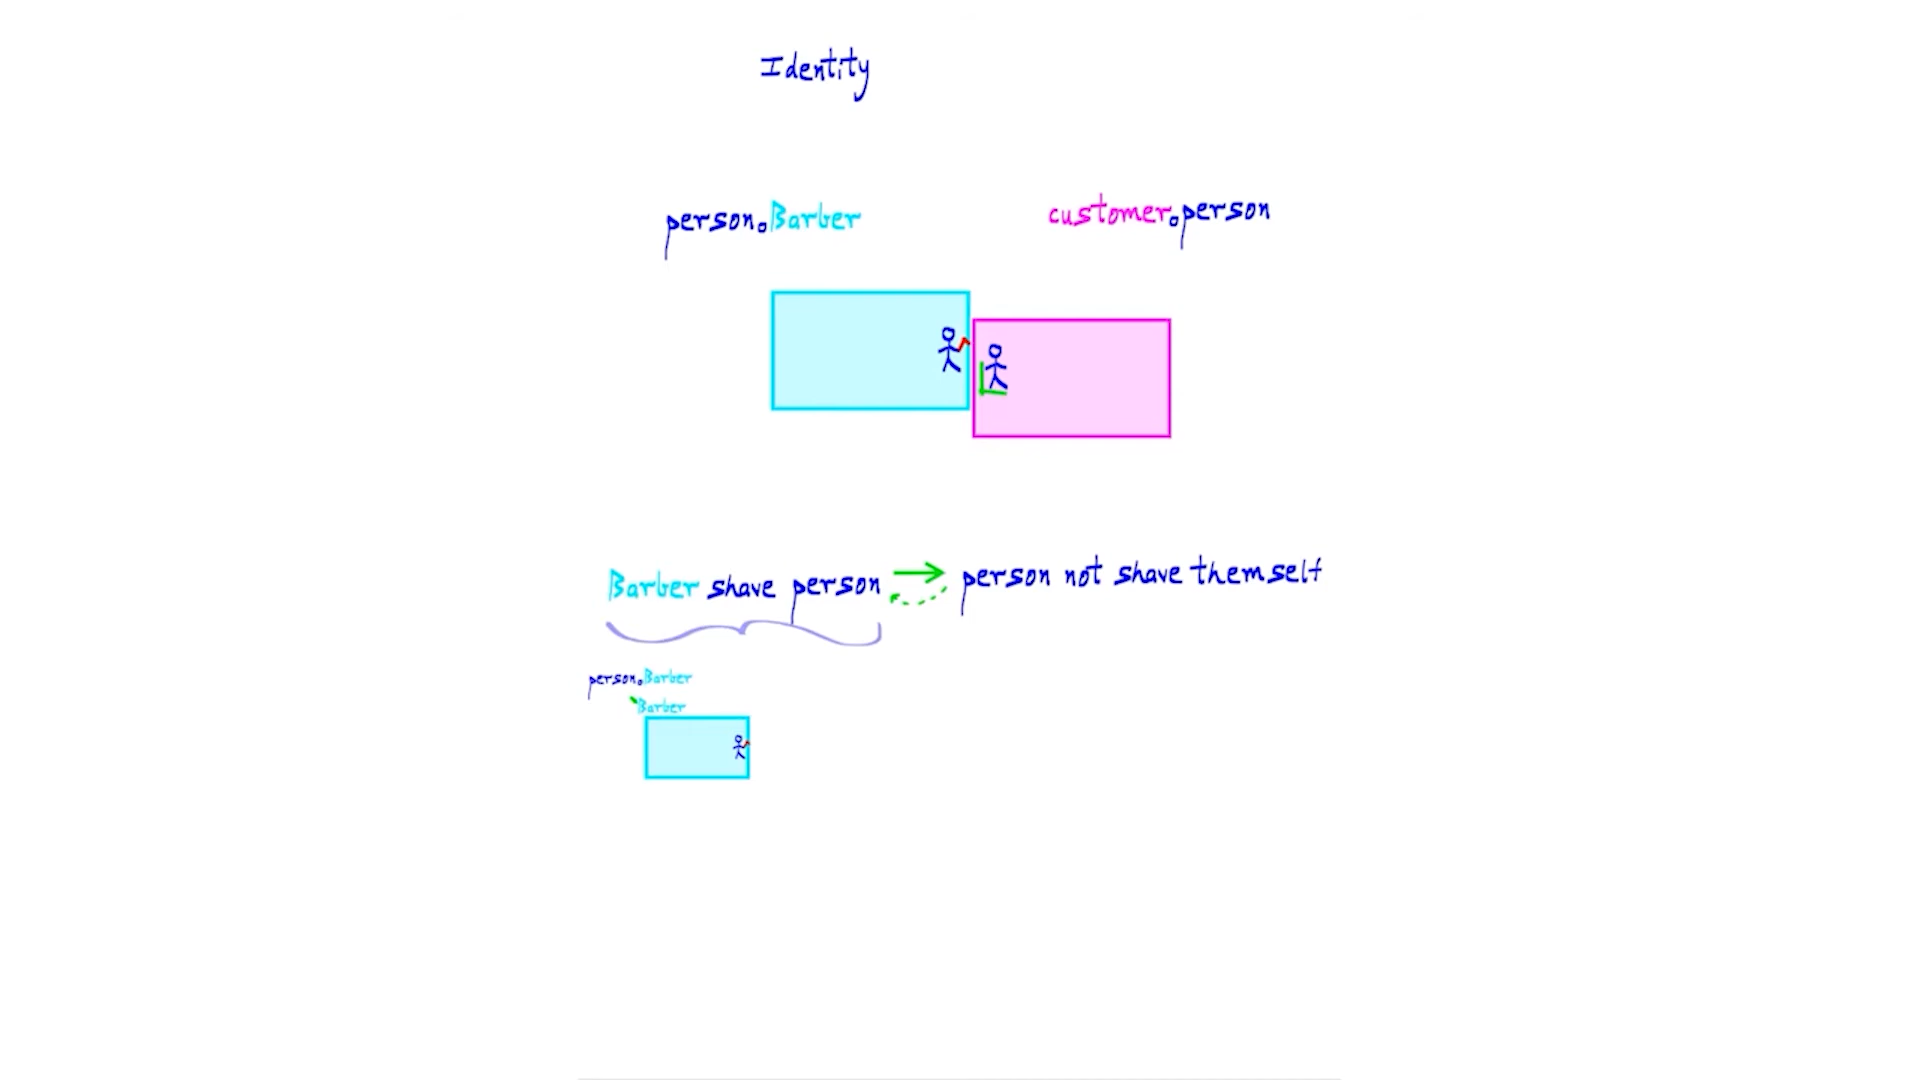 Identity
person.Barber customer.person
Barber shave person → person not shave themself
person.Barber
Barber